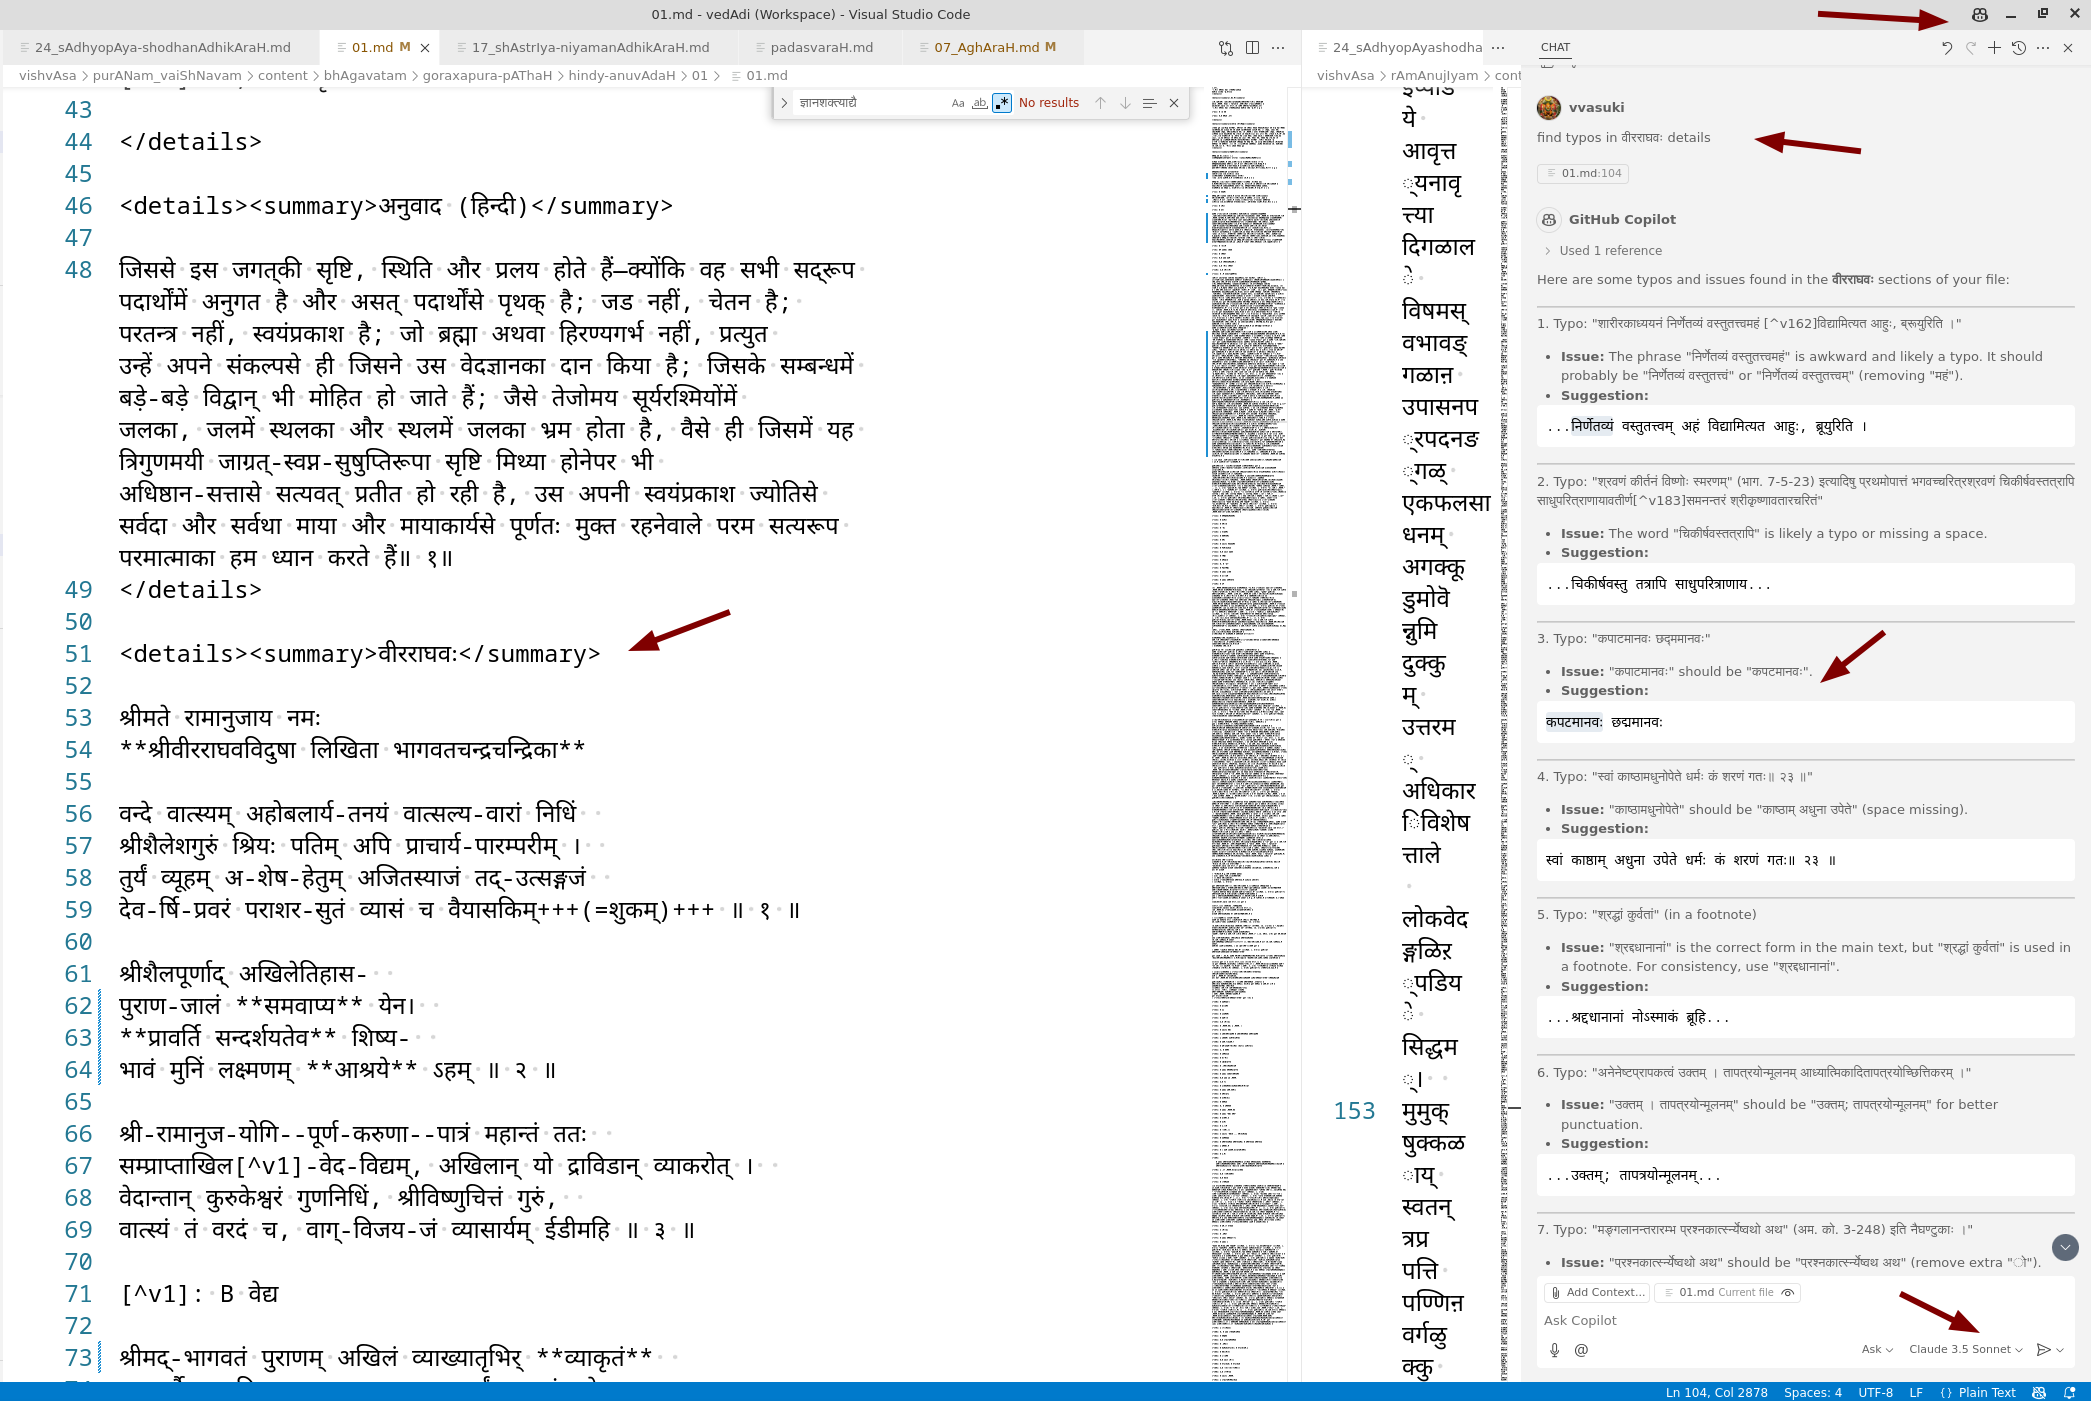 01.md - vedAdi (Workspace) - Visual Studio Code
24_sAdhyopAya-shodhanAdhikAraH.md
01.md M
17_shAstrIya-niyamanAdhikAraH.md
padasvaraH.md
07_AghAraH.md M
vishvAsa > purANam_vaiShNavam > content > bhAgavatam > goraxapura-pAThaH > hindy-anuvAdaH > 01 > 01.md
ज्ञानशक्त्याद्यै
Aa ab .* No results
43
44 </details>
45
46 <details><summary>अनुवाद (हिन्दी)</summary>
47
48 जिससे इस जगत्‌की सृष्टि, स्थिति और प्रलय होते हैं—क्योंकि वह सभी सद्‌रूप
पदार्थोंमें अनुगत है और असत् पदार्थोंसे पृथक् है; जड नहीं, चेतन है;
परतन्त्र नहीं, स्वयंप्रकाश है; जो ब्रह्मा अथवा हिरण्यगर्भ नहीं, प्रत्युत
उन्हें अपने संकल्पसे ही जिसने उस वेदज्ञानका दान किया है; जिसके सम्बन्धमें
बड़े-बड़े विद्वान् भी मोहित हो जाते हैं; जैसे तेजोमय सूर्यरश्मियोंमें
जलका, जलमें स्थलका और स्थलमें जलका भ्रम होता है, वैसे ही जिसमें यह
त्रिगुणमयी जाग्रत्-स्वप्न-सुषुप्तिरूपा सृष्टि मिथ्या होनेपर भी
अधिष्ठान-सत्तासे सत्यवत् प्रतीत हो रही है, उस अपनी स्वयंप्रकाश ज्योतिसे
सर्वदा और सर्वथा माया और मायाकार्यसे पूर्णतः मुक्त रहनेवाले परम सत्यरूप
परमात्माका हम ध्यान करते हैं॥ १॥
49 </details>
50
51 <details><summary>वीरराघवः</summary>
52
53 श्रीमते रामानुजाय नमः
54 **श्रीवीरराघवविदुषा लिखिता भागवतचन्द्रचन्द्रिका**
55
56 वन्दे वात्स्यम् अहोबलार्य-तनयं वात्सल्य-वारां निधिं
57 श्रीशैलेशगुरुं श्रियः पतिम् अपि प्राचार्य-पारम्परीम् ।
58 तुर्यं व्यूहम् अ-शेष-हेतुम् अजितस्याजं तद्-उत्सङ्गजं
59 देव-र्षि-प्रवरं पराशर-सुतं व्यासं च वैयासकिम्+++(=शुकम्)+++ ॥ १ ॥
60
61 श्रीशैलपूर्णाद् अखिलेतिहास-
62 पुराण-जालं **समवाप्य** येन।
63 **प्रावर्ति सन्दर्शयतेव** शिष्य-
64 भावं मुनिं लक्ष्मणम् **आश्रये** ऽहम् ॥ २ ॥
65
66 श्री-रामानुज-योगि--पूर्ण-करुणा--पात्रं महान्तं ततः
67 सम्प्राप्ताखिल[^v1]-वेद-विद्यम्, अखिलान् यो द्राविडान् व्याकरोत् ।
68 वेदान्तान् कुरुकेश्वरं गुणनिधिं, श्रीविष्णुचित्तं गुरुं,
69 वात्स्यं तं वरदं च, वाग्-विजय-जं व्यासार्यम् ईडीमहि ॥ ३ ॥
70
71 [^v1]: B वेद्य
72
73 श्रीमद्-भागवतं पुराणम् अखिलं व्याख्यातृभिर् **व्याकृतं**
24_sAdhyopAyashodha
vishvAsa > rAmAnujIyam > cont
ये
आवृत्त
्यनावृ
त्त्या
दिगळाल
े
विषमस्
वभावङ्
गळाऩ
उपासनप
्रपदनङ
्गळ्
एकफलसा
धनम्
अगक्कू
डुमोवॆ
न्नुमि
दुक्कु
म्
उत्तरम
्
अधिकार
िविशेष
त्ताले
लोकवेद
ङ्गळिऱ
्पडिय
े
सिद्धम
्।
153 मुमुक्
षुक्कळ
ाय्
स्वतन्
त्रप्र
पत्ति
पण्णिऩ
वर्गळु
क्कु
CHAT
vvasuki
find typos in वीरराघवः details
01.md:104
GitHub Copilot
> Used 1 reference
Here are some typos and issues found in the वीरराघवः sections of your file:
1. Typo: "शारीरकाध्ययनं निर्णेतव्यं वस्तुतत्त्वमहं [^v162]विद्यामित्यत आहुः, ब्रूयुरिति ।"
• Issue: The phrase "निर्णेतव्यं वस्तुतत्त्वमहं" is awkward and likely a typo. It should
probably be "निर्णेतव्यं वस्तुतत्त्वं" or "निर्णेतव्यं वस्तुतत्त्वम्" (removing "महं").
• Suggestion:
...निर्णेतव्यं वस्तुतत्त्वम् अहं विद्यामित्यत आहुः, ब्रूयुरिति ।
2. Typo: "श्रवणं कीर्तनं विष्णोः स्मरणम्" (भाग. 7-5-23) इत्यादिषु प्रथमोपात्तं भगवच्चरित्रश्रवणं चिकीर्षवस्तत्रापि
साधुपरित्राणायावतीर्ण[^v183]समनन्तरं श्रीकृष्णावतारचरितं"
• Issue: The word "चिकीर्षवस्तत्रापि" is likely a typo or missing a space.
• Suggestion:
...चिकीर्षवस्तु तत्रापि साधुपरित्राणाय...
3. Typo: "कपाटमानवः छद्ममानवः"
• Issue: "कपाटमानवः" should be "कपटमानवः".
• Suggestion:
कपटमानवः छद्ममानवः
4. Typo: "स्वां काष्ठामधुनोपेते धर्मः कं शरणं गतः॥ २३ ॥"
• Issue: "काष्ठामधुनोपेते" should be "काष्ठाम् अधुना उपेते" (space missing).
• Suggestion:
स्वां काष्ठाम् अधुना उपेते धर्मः कं शरणं गतः॥ २३ ॥
5. Typo: "श्रद्धां कुर्वतां" (in a footnote)
• Issue: "श्रद्दधानानां" is the correct form in the main text, but "श्रद्धां कुर्वतां" is used in
a footnote. For consistency, use "श्रद्दधानानां".
• Suggestion:
...श्रद्दधानानां नोऽस्माकं ब्रूहि...
6. Typo: "अनेनेष्टप्रापकत्वं उक्तम् । तापत्रयोन्मूलनम् आध्यात्मिकादितापत्रयोच्छित्तिकरम् ।"
• Issue: "उक्तम् । तापत्रयोन्मूलनम्" should be "उक्तम्; तापत्रयोन्मूलनम्" for better
punctuation.
• Suggestion:
...उक्तम्; तापत्रयोन्मूलनम्...
7. Typo: "मङ्गलानन्तरारम्भ प्रश्नकार्त्स्न्येष्वथो अथ" (अम. को. 3-248) इति नैघण्टुकाः ।"
• Issue: "प्रश्नकार्त्स्न्येष्वथो अथ" should be "प्रश्नकार्त्स्न्येष्वथ अथ" (remove extra "ो").
Add Context...
01.md Current file
Ask Copilot
@ Ask Claude 3.5 Sonnet
Ln 104, Col 2878 Spaces: 4 UTF-8 LF {} Plain Text